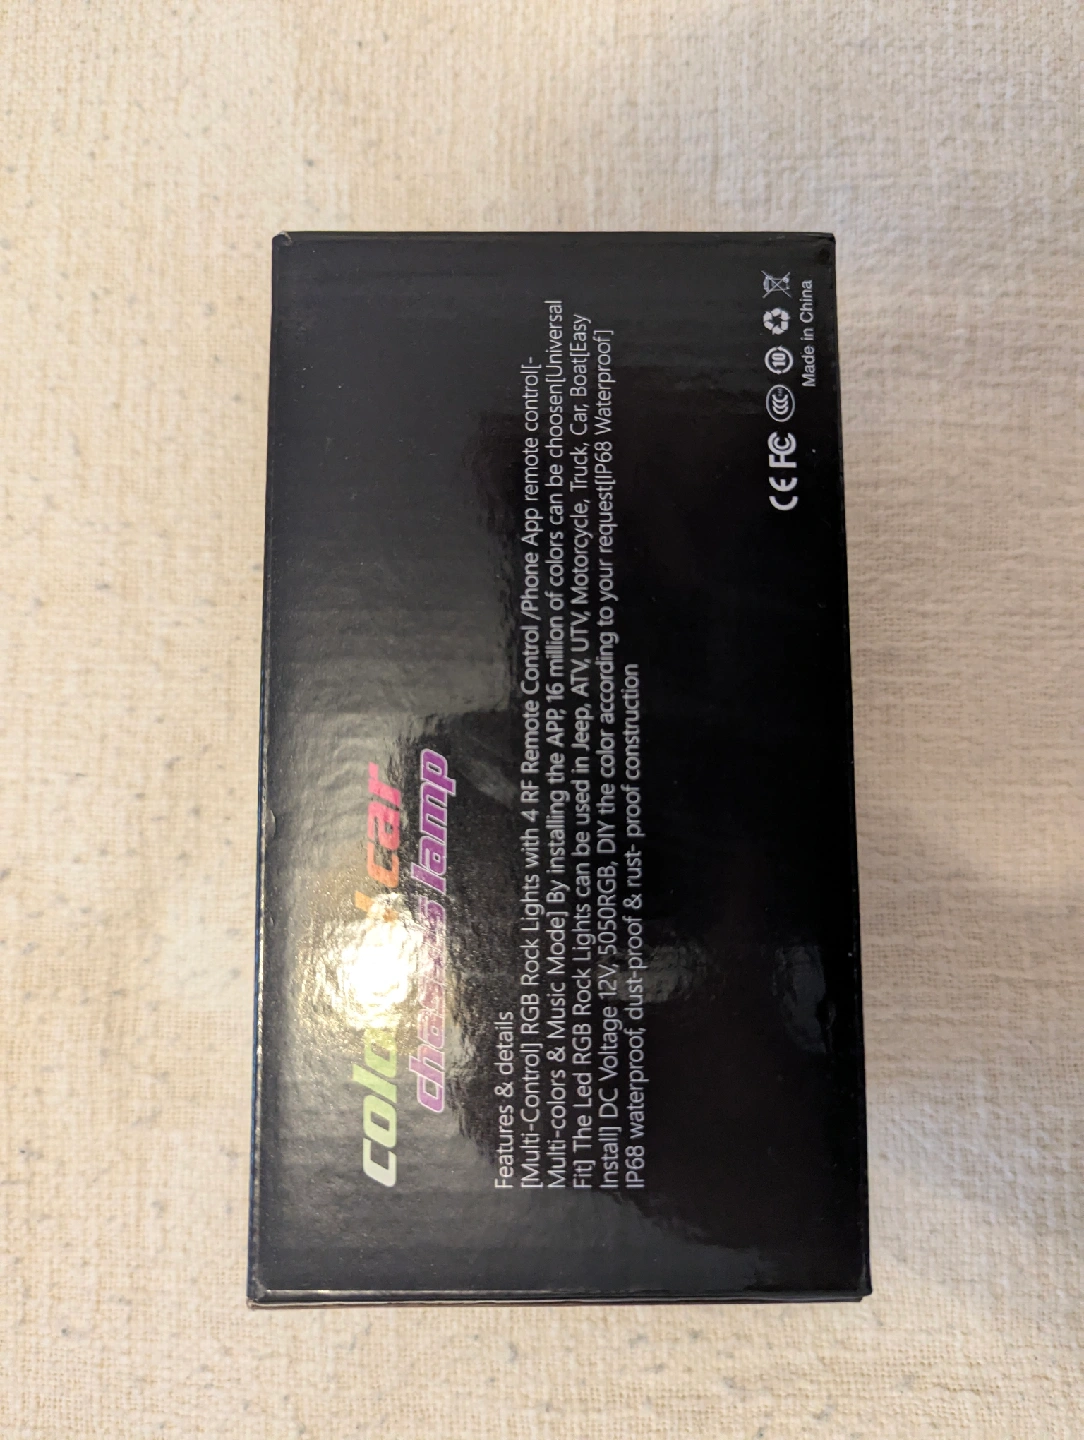 car
chassis lamp
Features & details
[Multi-Control] RGB Rock Lights with 4 RF Remote Control /Phone App remote control[-
Multi-colors & Music Mode] By installing the APP, 16 million of colors can be choosen[Universal
Fit] The Led RGB Rock Lights can be used in Jeep, ATV, UTV, Motorcycle, Truck, Car, Boat[Easy
Install] DC Voltage 12V, 5050RGB, DIY the color according to your request[IP68 Waterproof]
IP68 waterproof, dust-proof & rust- proof construction
CE FC CCC 10
Made in China